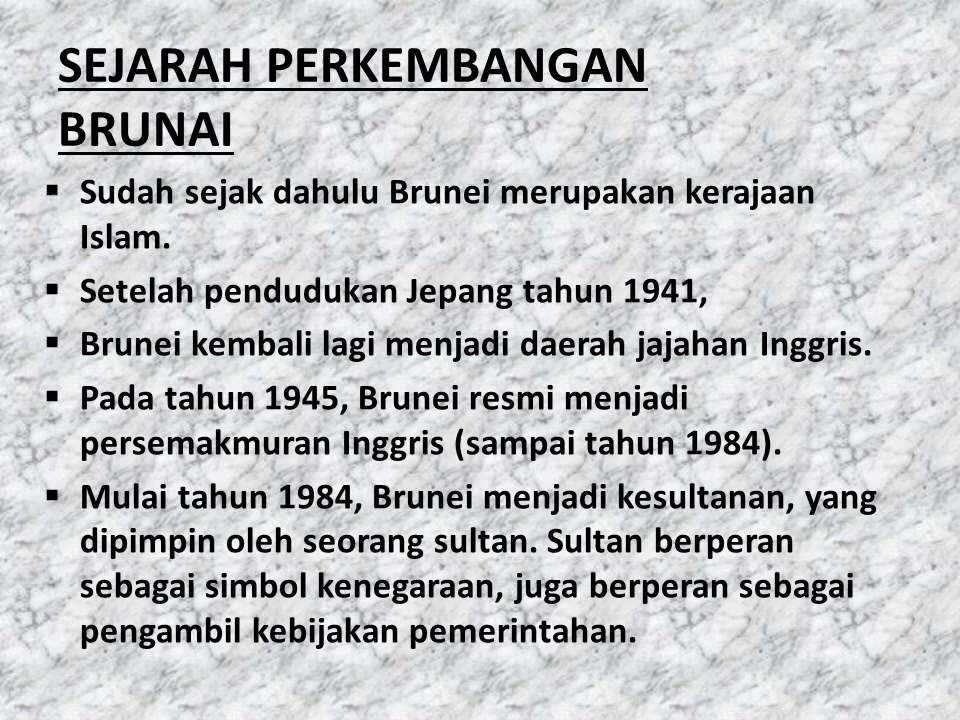 SEJARAH PERKEMBANGAN
BRUNAI
▪ Sudah sejak dahulu Brunei merupakan kerajaan
Islam.
▪ Setelah pendudukan Jepang tahun 1941,
▪ Brunei kembali lagi menjadi daerah jajahan Inggris.
▪ Pada tahun 1945, Brunei resmi menjadi
persemakmuran Inggris (sampai tahun 1984).
▪ Mulai tahun 1984, Brunei menjadi kesultanan, yang
dipimpin oleh seorang sultan. Sultan berperan
sebagai simbol kenegaraan, juga berperan sebagai
pengambil kebijakan pemerintahan.